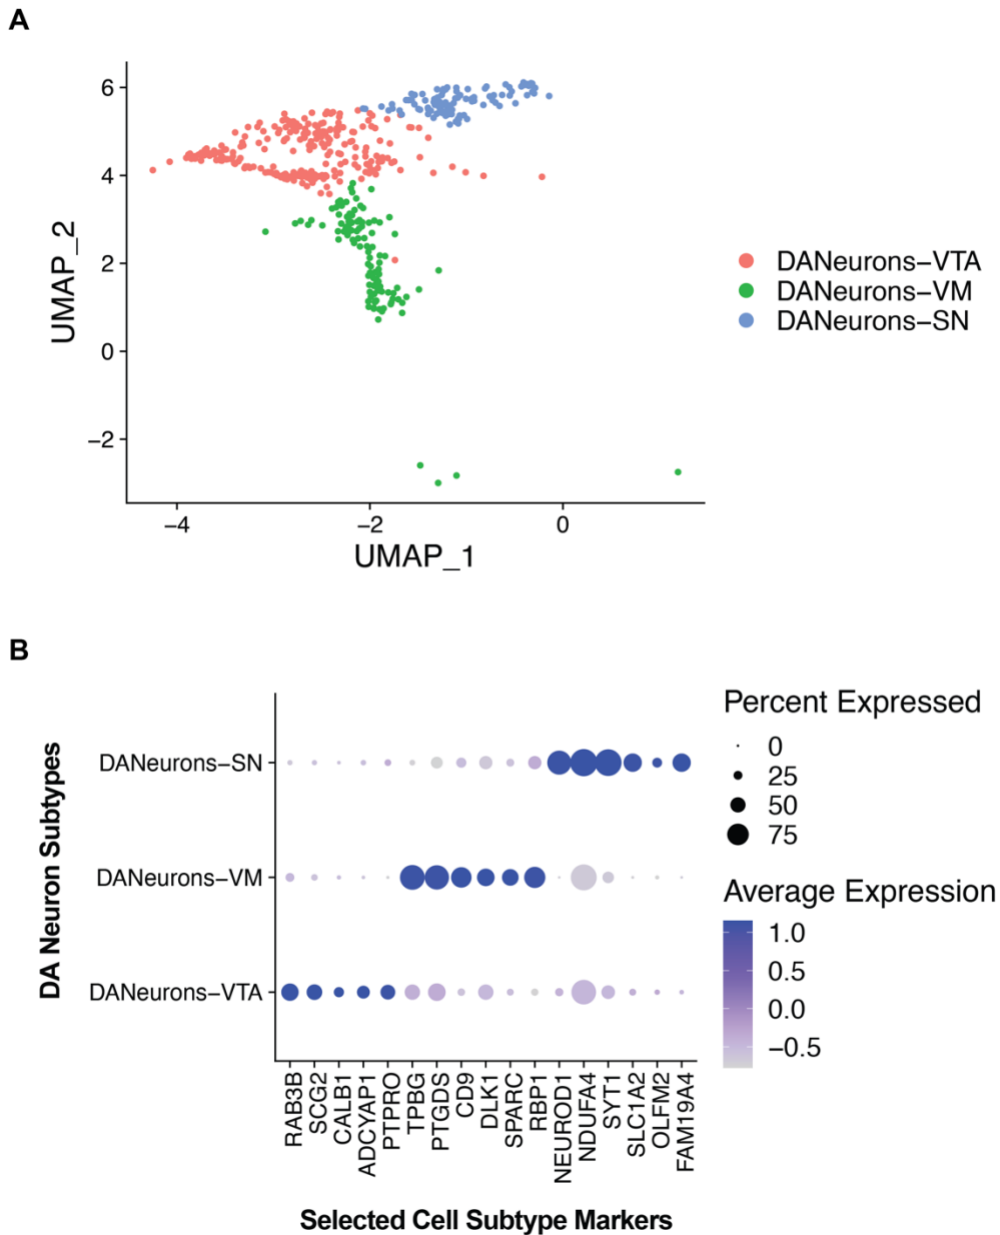 A
6
4
2
0
−2
UMAP_2
−4
−2
0
UMAP_1
DANeurons−VTA
DANeurons−VM
DANeurons−SN
B
DA Neuron Subtypes
DANeurons−SN
DANeurons−VM
DANeurons−VTA
RAB3B
SCG2
CALB1
ADCYAP1
PTPRO
TPBG
PTGDS
CD9
DLK1
SPARC
RBP1
NEUROD1
NDUFA4
SYT1
SLC1A2
OLFM2
FAM19A4
Selected Cell Subtype Markers
Percent Expressed
0
25
50
75
Average Expression
1.0
0.5
0.0
−0.5